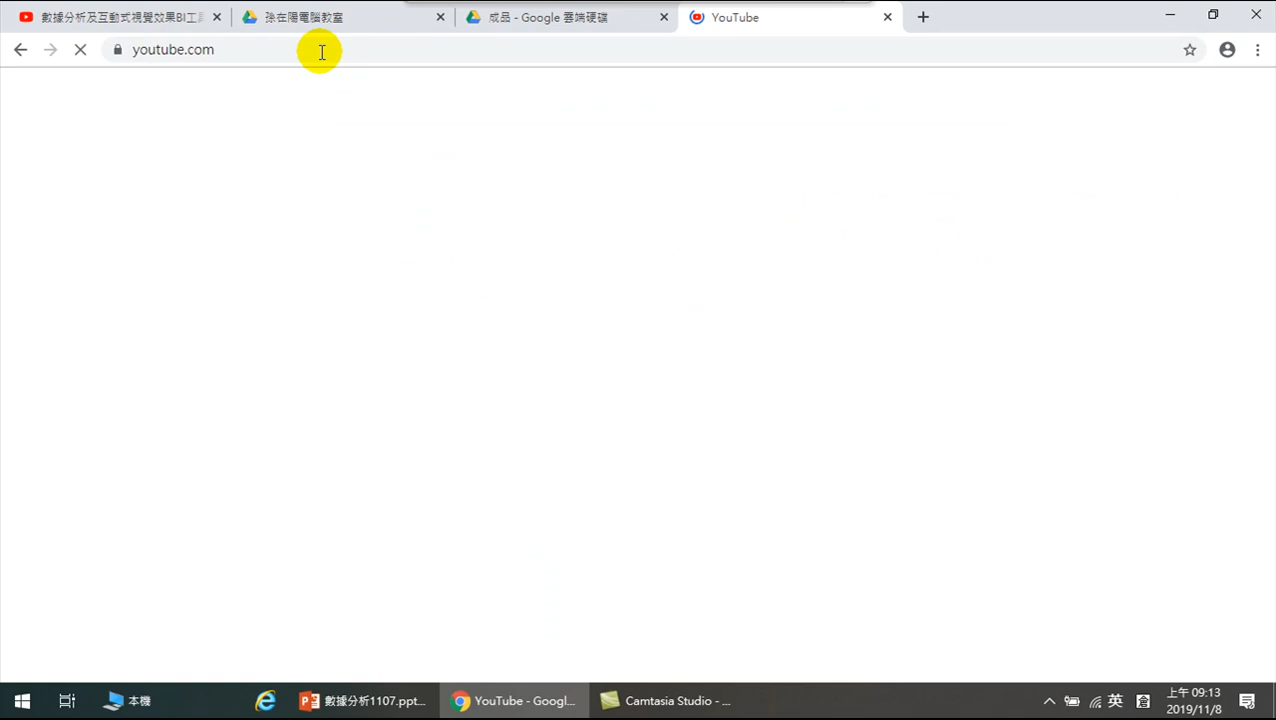 數據分析及互動式視覺效果BI工具
孫在陽電腦教室
成品 - Google 雲端硬碟
YouTube
youtube.com
本機
數據分析1107.ppt...
YouTube - Googl...
Camtasia Studio - ...
英
上午 09:13
2019/11/8